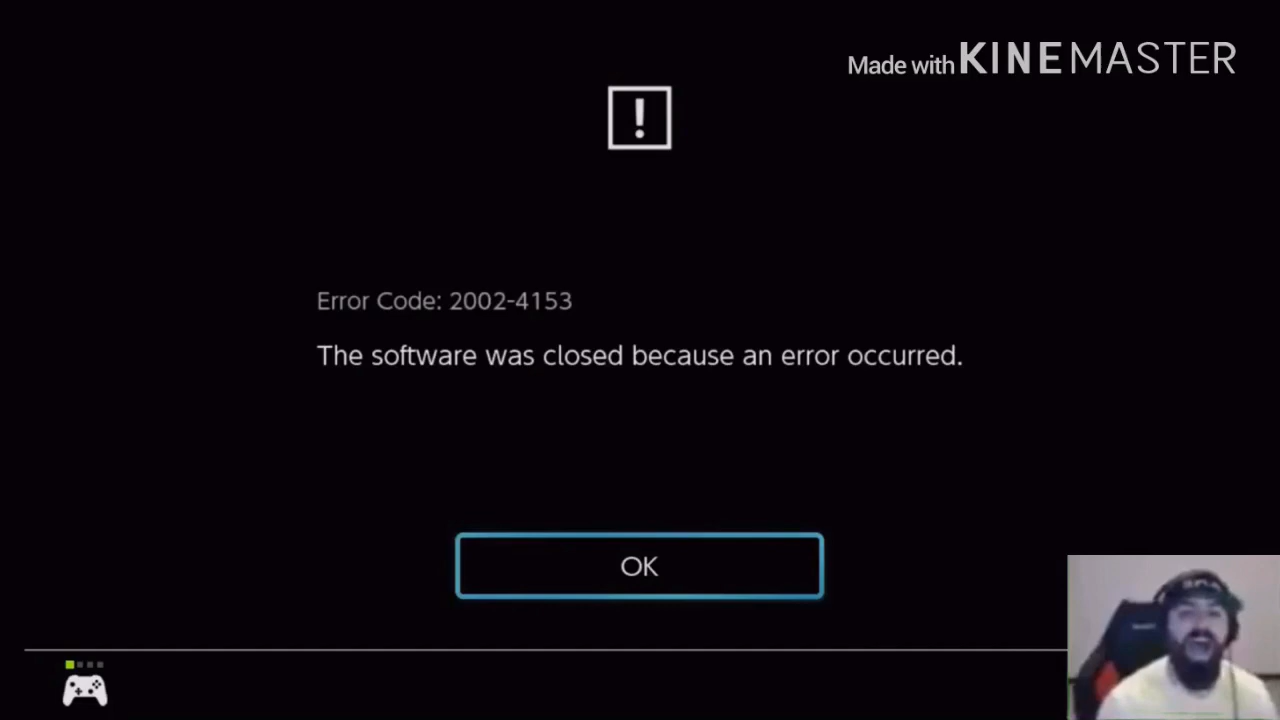 Made with KINEMASTER
!
Error Code: 2002-4153
The software was closed because an error occurred.
OK